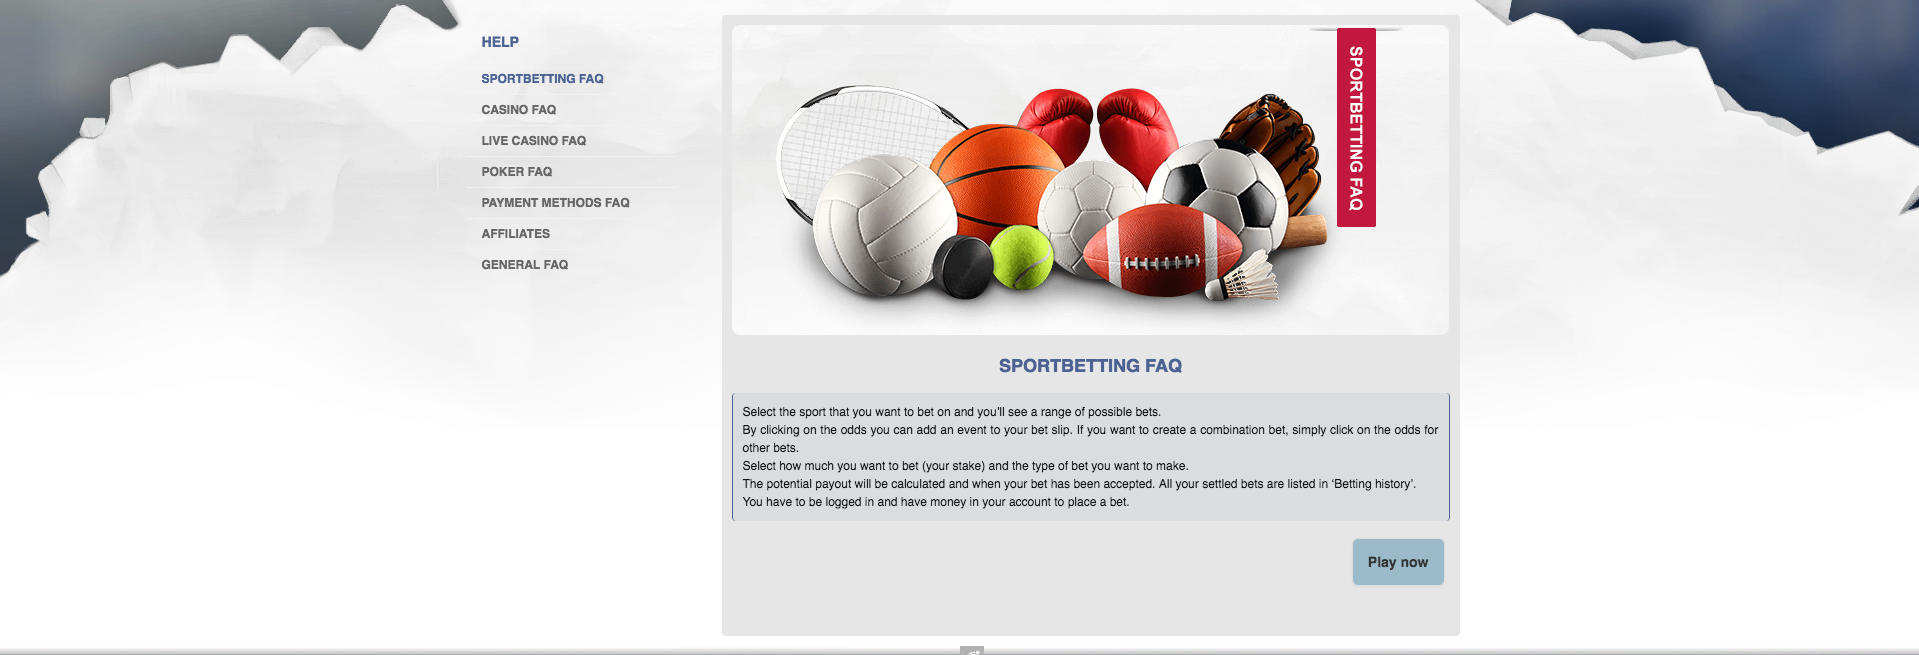 HELP
SPORTBETTING FAQ
CASINO FAQ
LIVE CASINO FAQ
POKER FAQ
PAYMENT METHODS FAQ
AFFILIATES
GENERAL FAQ
SPORTBETTING FAQ
SPORTBETTING FAQ
Select the sport that you want to bet on and you'll see a range of possible bets.
By clicking on the odds you can add an event to your bet slip. If you want to create a combination bet, simply click on the odds for
other bets.
Select how much you want to bet (your stake) and the type of bet you want to make.
The potential payout will be calculated and when your bet has been accepted. All your settled bets are listed in ‘Betting history’.
You have to be logged in and have money in your account to place a bet.
Play now